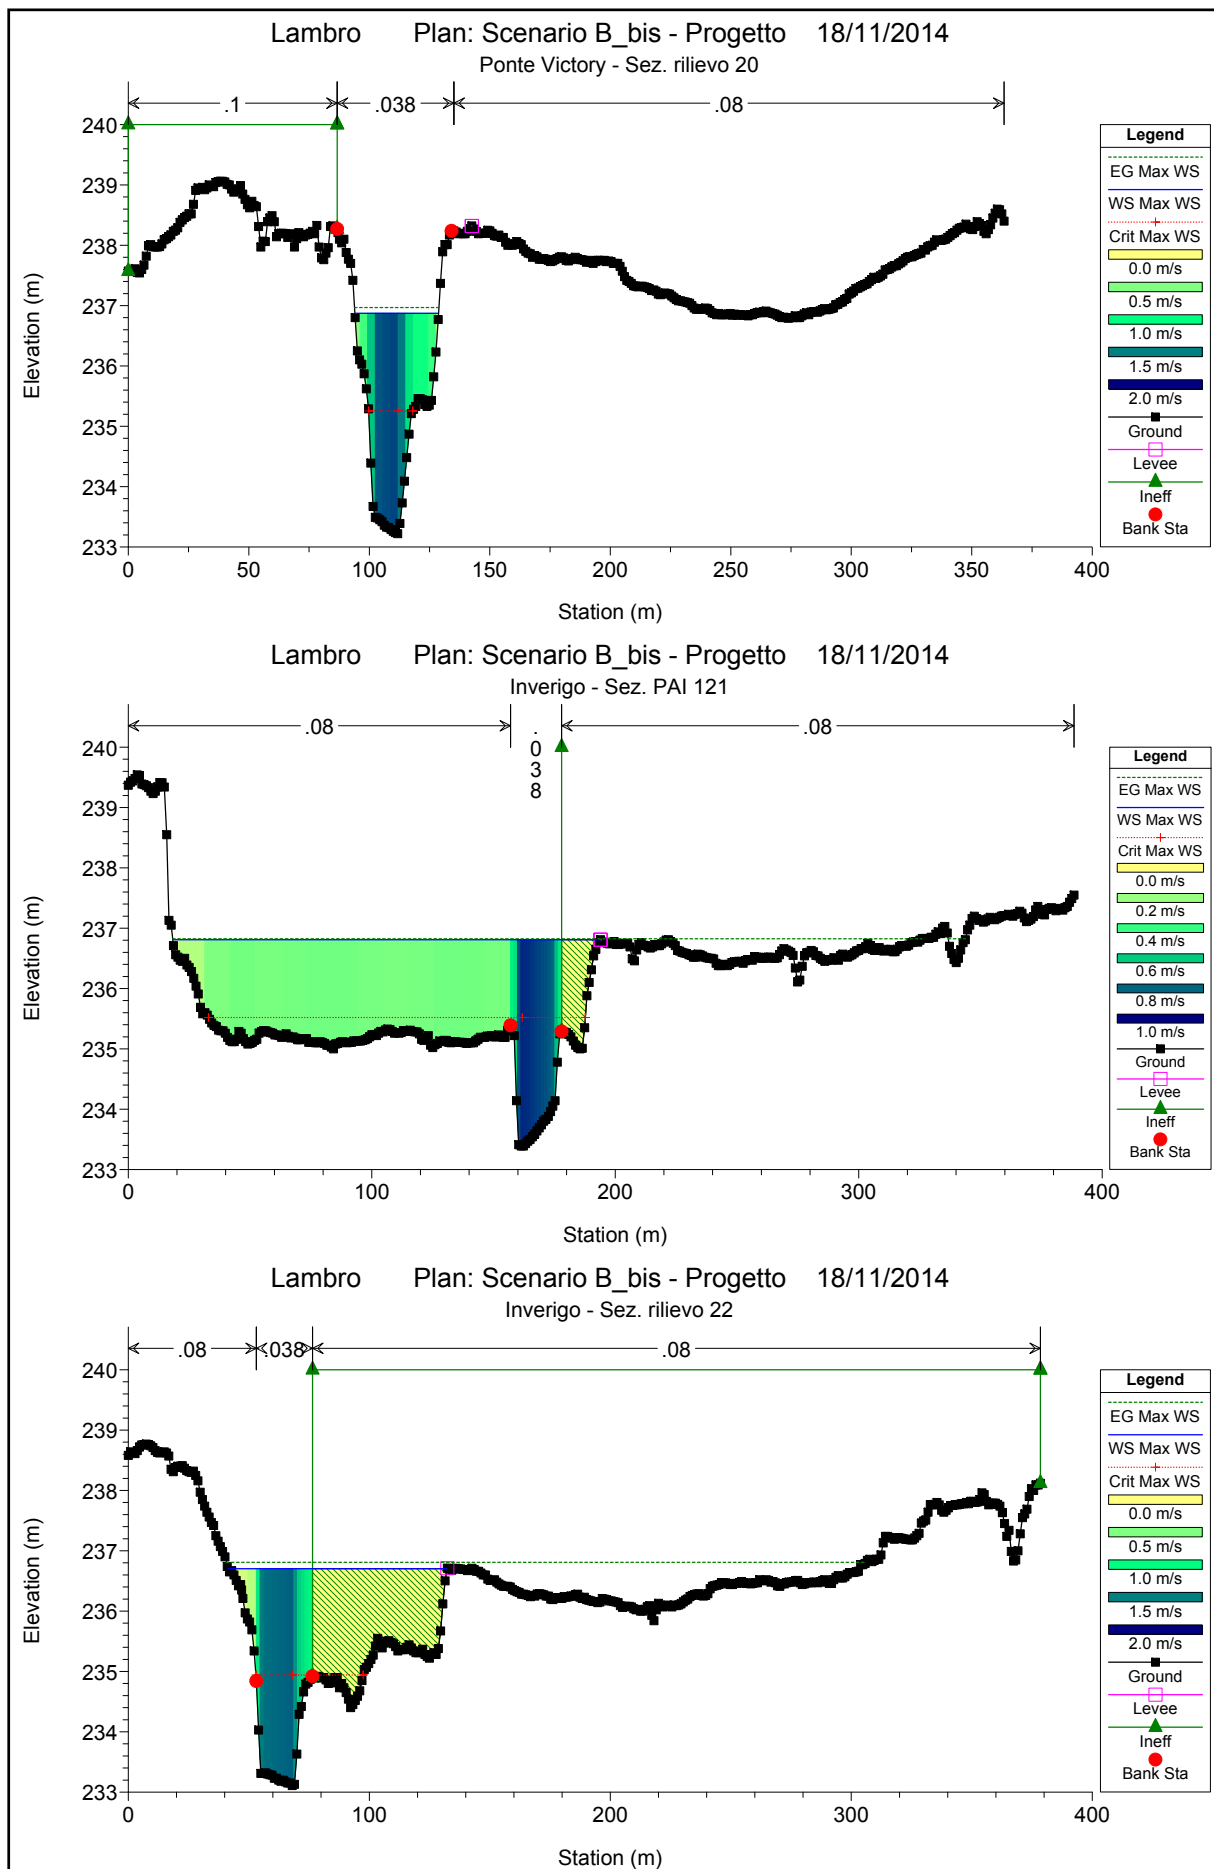 Lambro Plan: Scenario B_bis - Progetto 18/11/2014
Ponte Victory - Sez. rilievo 20
.1 .038 .08
240
239
238
237
236
235
234
233
Elevation (m)
0 50 100 150 200 250 300 350 400
Station (m)
Legend
EG Max WS
WS Max WS
Crit Max WS
0.0 m/s
0.5 m/s
1.0 m/s
1.5 m/s
2.0 m/s
Ground
Levee
Ineff
Bank Sta
Lambro Plan: Scenario B_bis - Progetto 18/11/2014
Inverigo - Sez. PAI 121
.08 .038 .08
240
239
238
237
236
235
234
233
Elevation (m)
0 100 200 300 400
Station (m)
Legend
EG Max WS
WS Max WS
Crit Max WS
0.0 m/s
0.2 m/s
0.4 m/s
0.6 m/s
0.8 m/s
1.0 m/s
Ground
Levee
Ineff
Bank Sta
Lambro Plan: Scenario B_bis - Progetto 18/11/2014
Inverigo - Sez. rilievo 22
.08 .038 .08
240
239
238
237
236
235
234
233
Elevation (m)
0 100 200 300 400
Station (m)
Legend
EG Max WS
WS Max WS
Crit Max WS
0.0 m/s
0.5 m/s
1.0 m/s
1.5 m/s
2.0 m/s
Ground
Levee
Ineff
Bank Sta